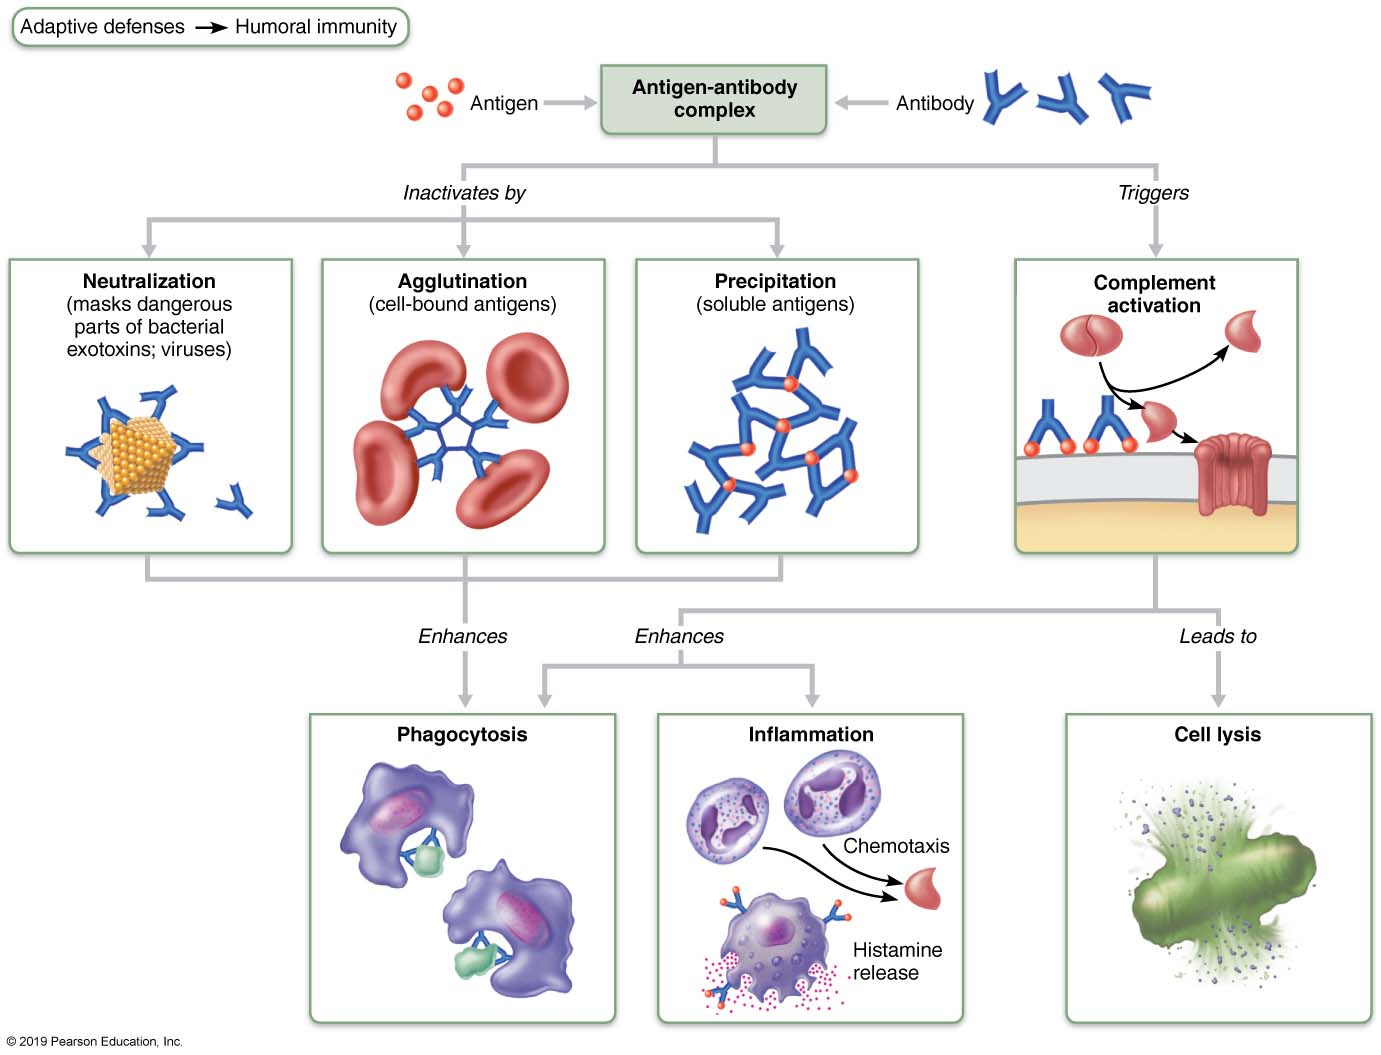 Adaptive defenses → Humoral immunity
Antigen
Antigen-antibody
complex
Antibody
Inactivates by
Triggers
Neutralization
(masks dangerous
parts of bacterial
exotoxins; viruses)
Agglutination
(cell-bound antigens)
Precipitation
(soluble antigens)
Complement
activation
Enhances
Enhances
Leads to
Phagocytosis
Inflammation
Chemotaxis
Histamine
release
Cell lysis
© 2019 Pearson Education, Inc.